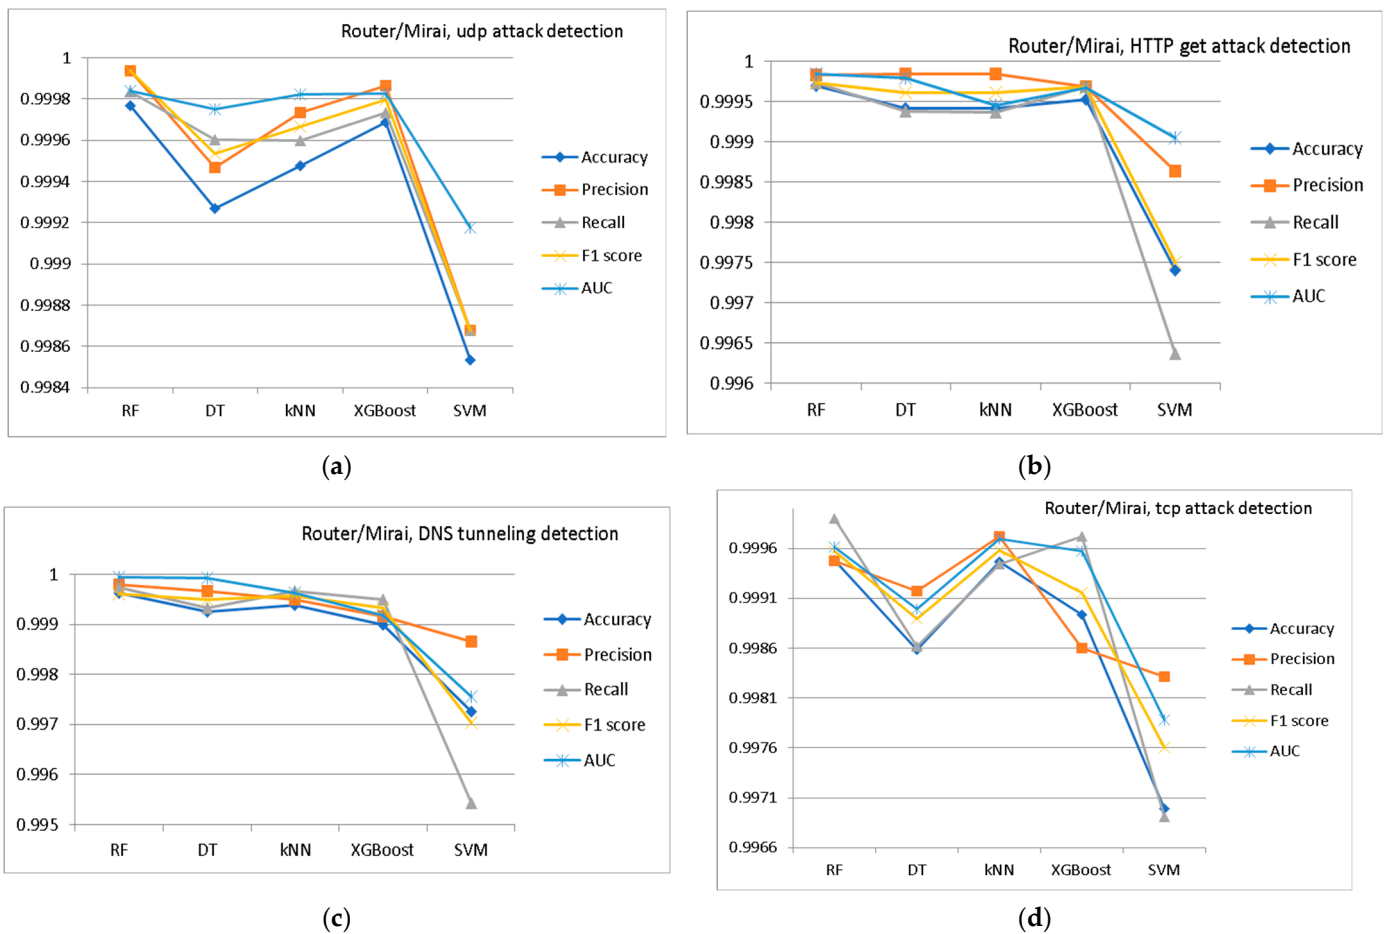 Router/Mirai, udp attack detection
1
0.9998
0.9996
0.9994
0.9992
0.999
0.9988
0.9986
0.9984
RF DT kNN XGBoost SVM
Accuracy
Precision
Recall
F1 score
AUC
(a)
Router/Mirai, HTTP get attack detection
1
0.9995
0.999
0.9985
0.998
0.9975
0.997
0.9965
0.996
RF DT kNN XGBoost SVM
Accuracy
Precision
Recall
F1 score
AUC
(b)
Router/Mirai, DNS tunneling detection
1
0.999
0.998
0.997
0.996
0.995
RF DT kNN XGBoost SVM
Accuracy
Precision
Recall
F1 score
AUC
(c)
Router/Mirai, tcp attack detection
0.9996
0.9991
0.9986
0.9981
0.9976
0.9971
0.9966
RF DT kNN XGBoost SVM
Accuracy
Precision
Recall
F1 score
AUC
(d)